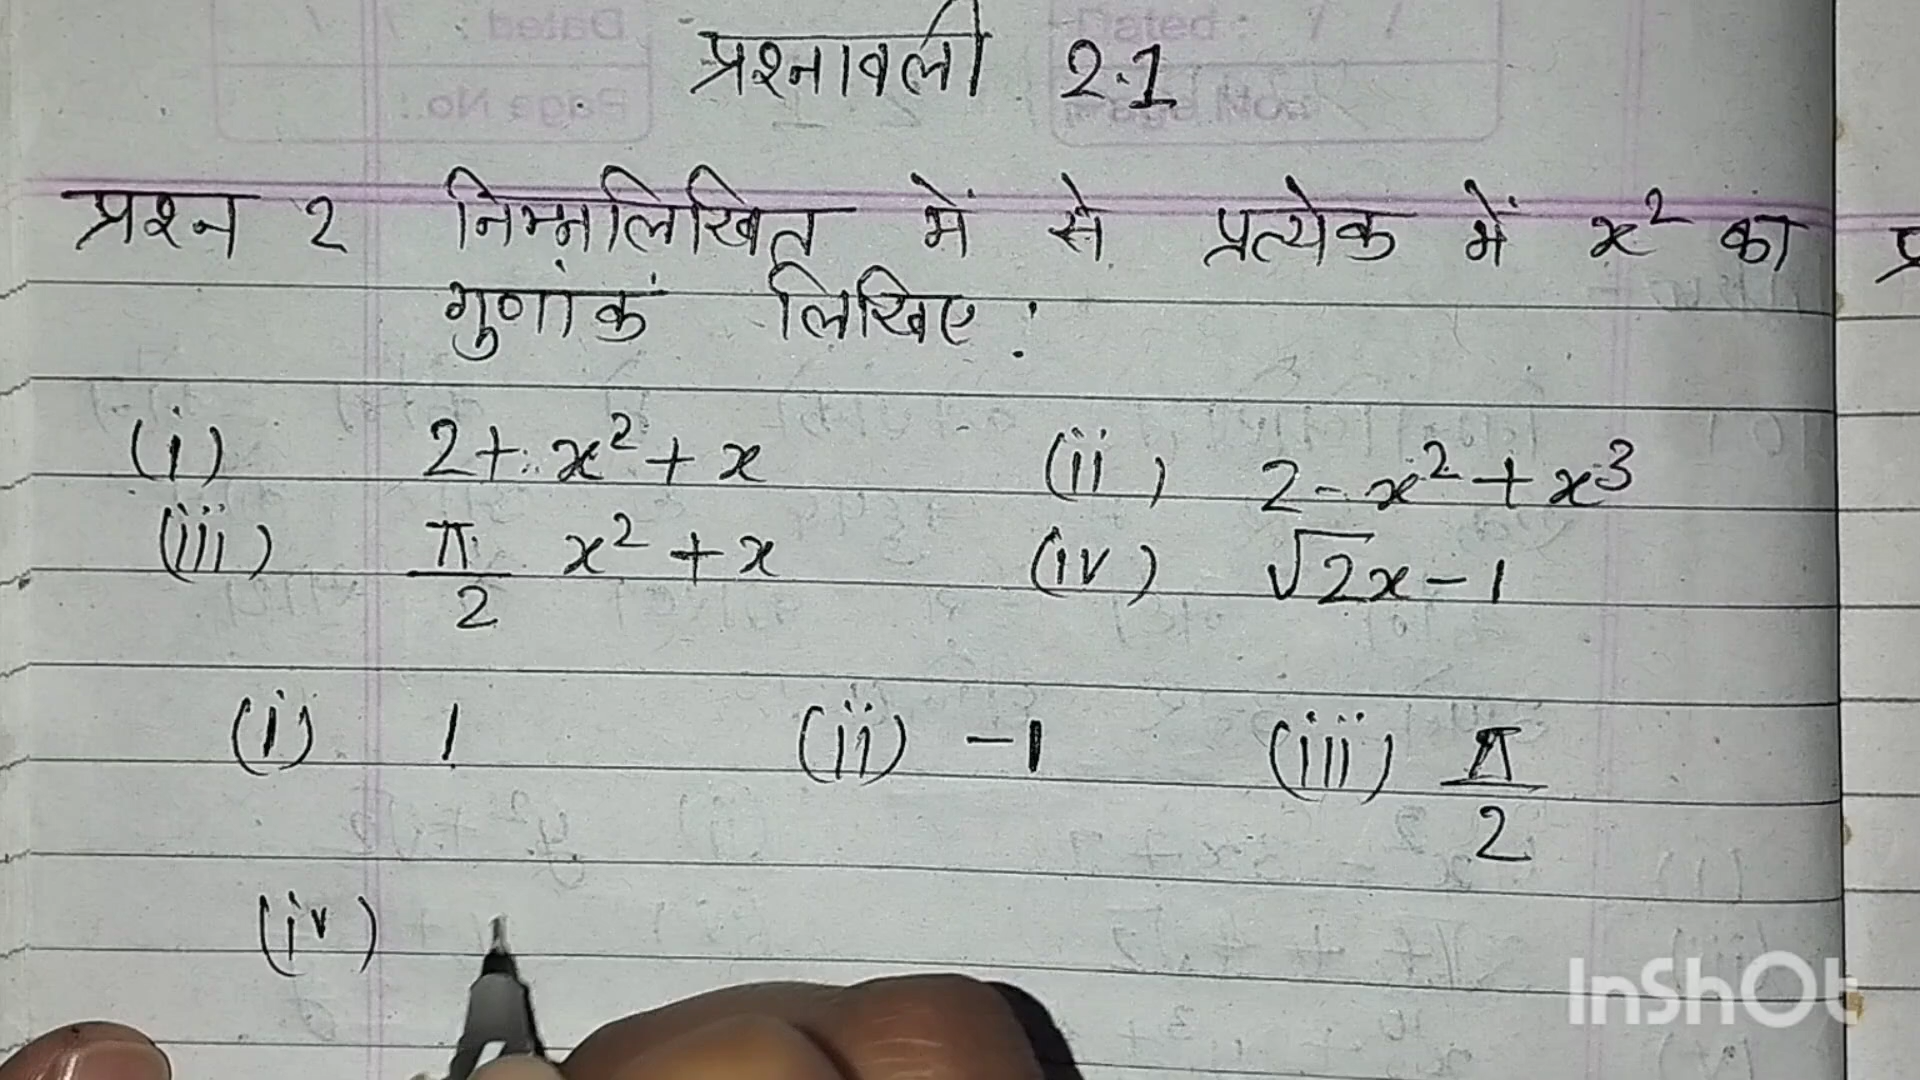 प्रश्नावली 2.1
प्रश्न 2 निम्नलिखित में से प्रत्येक में x² का
गुणांक लिखिए :
(i) 2 + x² + x (ii) 2 - x² + x³
(iii) π/2 x² + x (iv) √2x - 1
(i) 1 (ii) -1 (iii) π/2
(iv)
InShOt